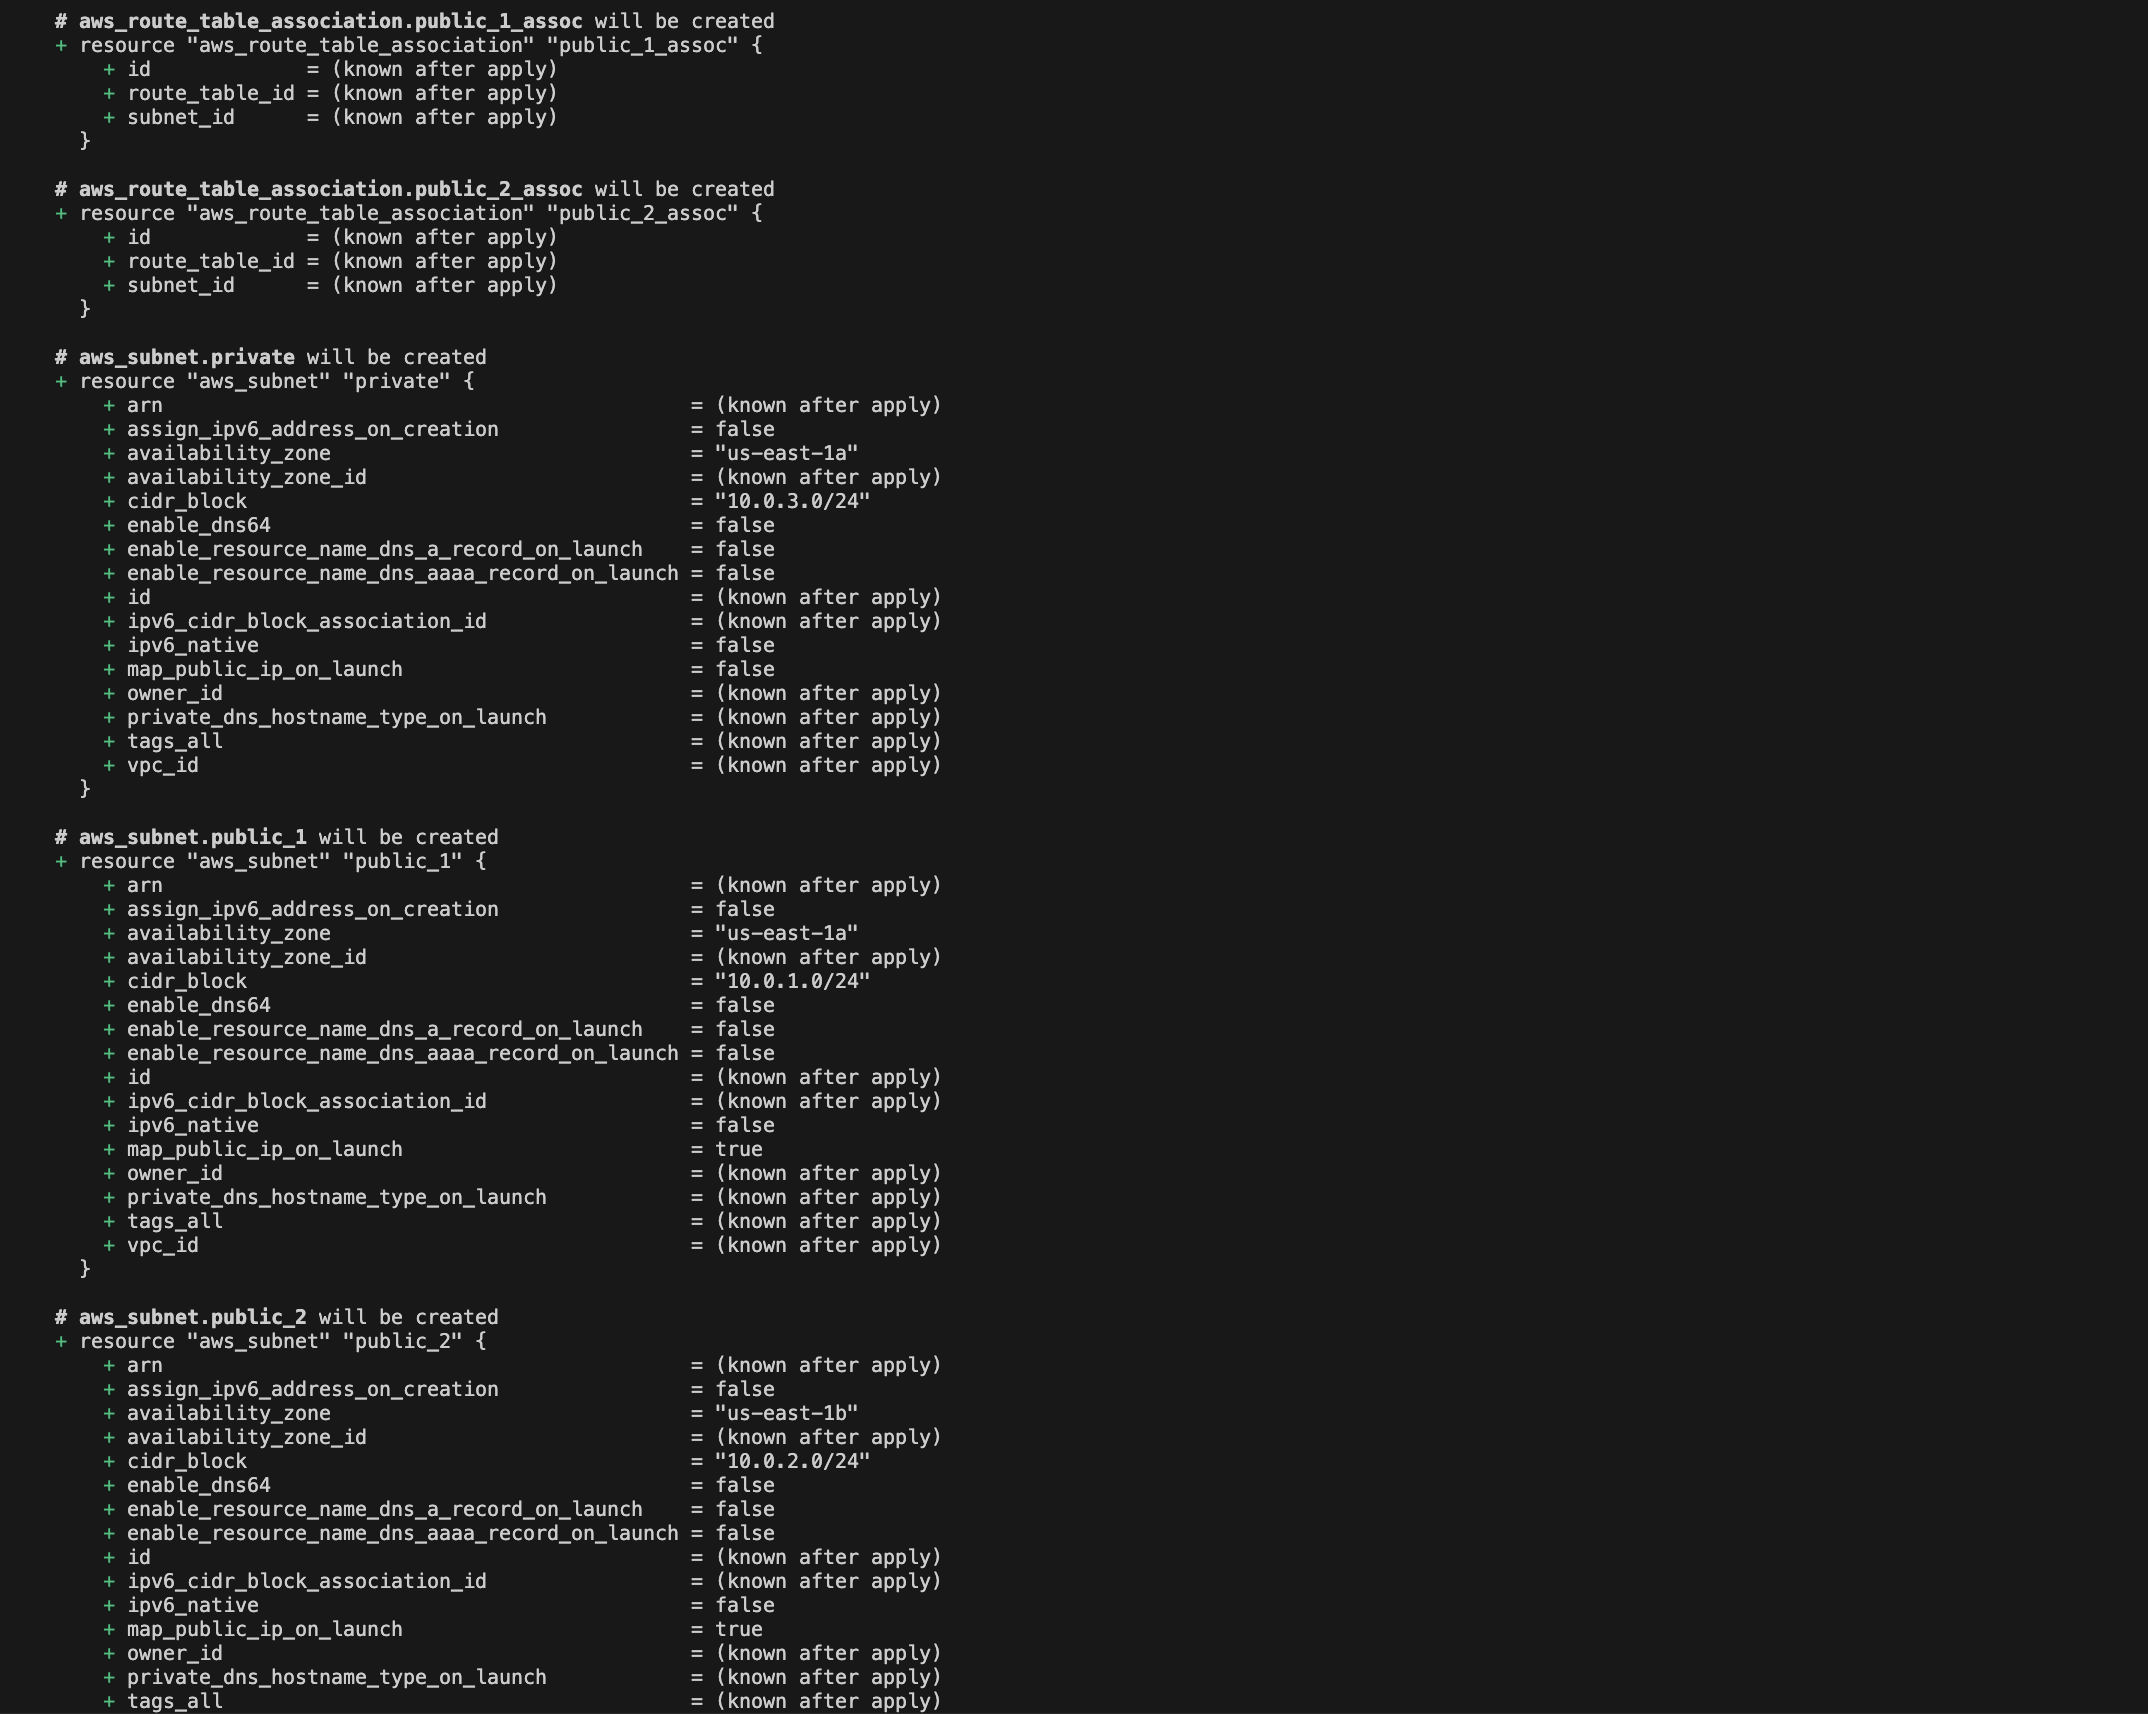 # aws_route_table_association.public_1_assoc will be created
+ resource "aws_route_table_association" "public_1_assoc" {
+ id = (known after apply)
+ route_table_id = (known after apply)
+ subnet_id = (known after apply)
}
# aws_route_table_association.public_2_assoc will be created
+ resource "aws_route_table_association" "public_2_assoc" {
+ id = (known after apply)
+ route_table_id = (known after apply)
+ subnet_id = (known after apply)
}
# aws_subnet.private will be created
+ resource "aws_subnet" "private" {
+ arn = (known after apply)
+ assign_ipv6_address_on_creation = false
+ availability_zone = "us-east-1a"
+ availability_zone_id = (known after apply)
+ cidr_block = "10.0.3.0/24"
+ enable_dns64 = false
+ enable_resource_name_dns_a_record_on_launch = false
+ enable_resource_name_dns_aaaa_record_on_launch = false
+ id = (known after apply)
+ ipv6_cidr_block_association_id = (known after apply)
+ ipv6_native = false
+ map_public_ip_on_launch = false
+ owner_id = (known after apply)
+ private_dns_hostname_type_on_launch = (known after apply)
+ tags_all = (known after apply)
+ vpc_id = (known after apply)
}
# aws_subnet.public_1 will be created
+ resource "aws_subnet" "public_1" {
+ arn = (known after apply)
+ assign_ipv6_address_on_creation = false
+ availability_zone = "us-east-1a"
+ availability_zone_id = (known after apply)
+ cidr_block = "10.0.1.0/24"
+ enable_dns64 = false
+ enable_resource_name_dns_a_record_on_launch = false
+ enable_resource_name_dns_aaaa_record_on_launch = false
+ id = (known after apply)
+ ipv6_cidr_block_association_id = (known after apply)
+ ipv6_native = false
+ map_public_ip_on_launch = true
+ owner_id = (known after apply)
+ private_dns_hostname_type_on_launch = (known after apply)
+ tags_all = (known after apply)
+ vpc_id = (known after apply)
}
# aws_subnet.public_2 will be created
+ resource "aws_subnet" "public_2" {
+ arn = (known after apply)
+ assign_ipv6_address_on_creation = false
+ availability_zone = "us-east-1b"
+ availability_zone_id = (known after apply)
+ cidr_block = "10.0.2.0/24"
+ enable_dns64 = false
+ enable_resource_name_dns_a_record_on_launch = false
+ enable_resource_name_dns_aaaa_record_on_launch = false
+ id = (known after apply)
+ ipv6_cidr_block_association_id = (known after apply)
+ ipv6_native = false
+ map_public_ip_on_launch = true
+ owner_id = (known after apply)
+ private_dns_hostname_type_on_launch = (known after apply)
+ tags_all = (known after apply)